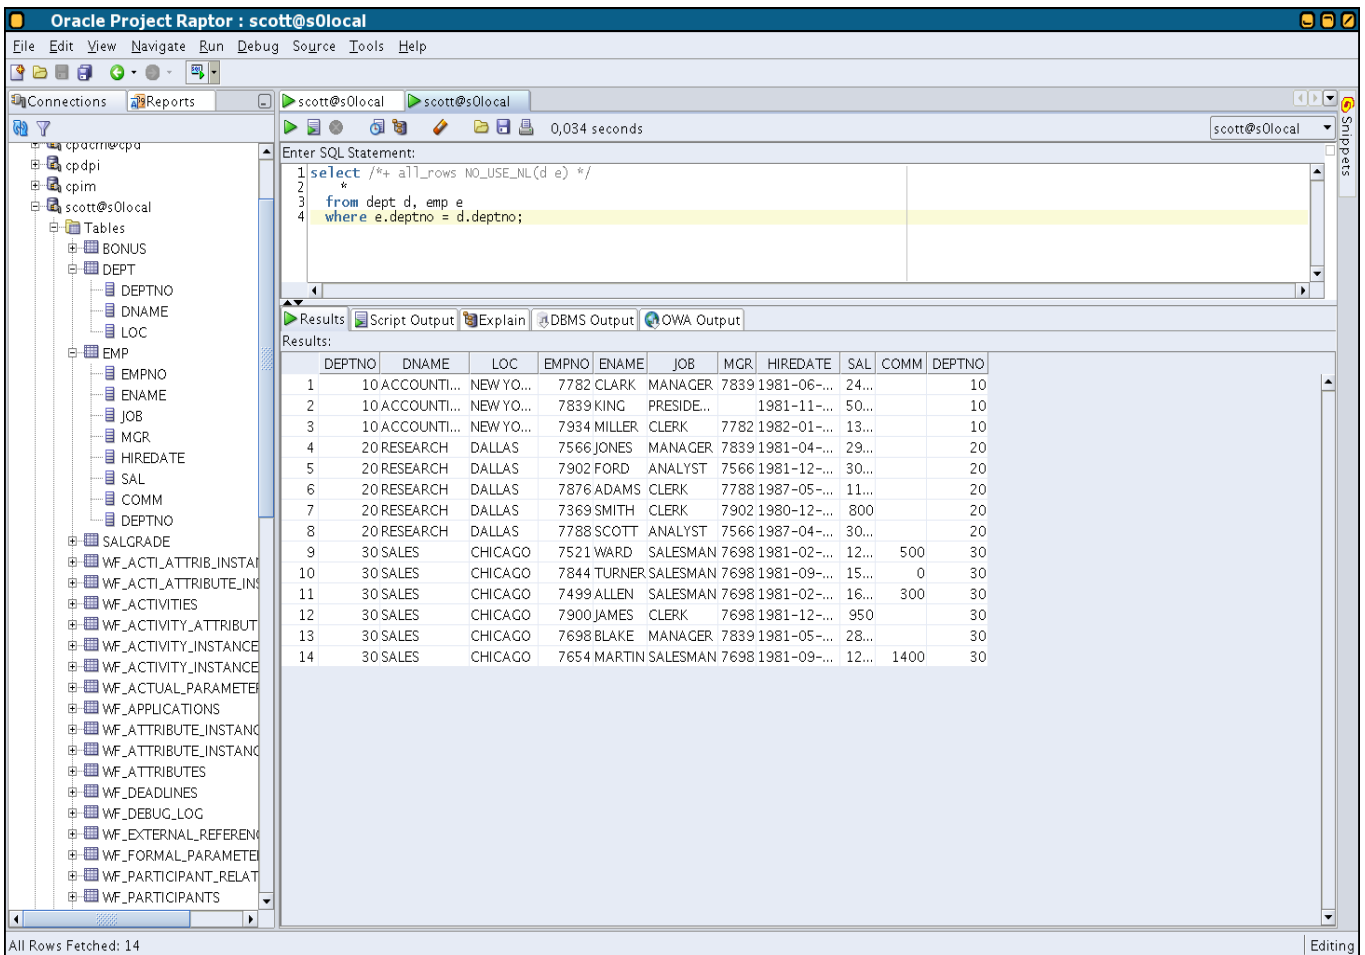 Oracle Project Raptor : scott@s0local
File Edit View Navigate Run Debug Source Tools Help
Connections Reports
scott@s0local scott@s0local
0,034 seconds scott@s0local
Snippets
cpdcrm@cpd
cpdpi
cpim
scott@s0local
Tables
BONUS
DEPT
DEPTNO
DNAME
LOC
EMP
EMPNO
ENAME
JOB
MGR
HIREDATE
SAL
COMM
DEPTNO
SALGRADE
WF_ACTI_ATTRIB_INSTAN
WF_ACTI_ATTRIBUTE_INS
WF_ACTIVITIES
WF_ACTIVITY_ATTRIBUT
WF_ACTIVITY_INSTANCE
WF_ACTIVITY_INSTANCE
WF_ACTUAL_PARAMETER
WF_APPLICATIONS
WF_ATTRIBUTE_INSTANC
WF_ATTRIBUTE_INSTANC
WF_ATTRIBUTES
WF_DEADLINES
WF_DEBUG_LOG
WF_EXTERNAL_REFEREN
WF_FORMAL_PARAMETE
WF_PARTICIPANT_RELAT
WF_PARTICIPANTS
Enter SQL Statement:
1 select /*+ all_rows NO_USE_NL(d e) */
2 *
3 from dept d, emp e
4 where e.deptno = d.deptno;
Results Script Output Explain DBMS Output OWA Output
Results:
DEPTNO DNAME LOC EMPNO ENAME JOB MGR HIREDATE SAL COMM DEPTNO
1 10 ACCOUNTI... NEW YO... 7782 CLARK MANAGER 7839 1981-06-... 24... 10
2 10 ACCOUNTI... NEW YO... 7839 KING PRESIDE... 1981-11-... 50... 10
3 10 ACCOUNTI... NEW YO... 7934 MILLER CLERK 7782 1982-01-... 13... 10
4 20 RESEARCH DALLAS 7566 JONES MANAGER 7839 1981-04-... 29... 20
5 20 RESEARCH DALLAS 7902 FORD ANALYST 7566 1981-12-... 30... 20
6 20 RESEARCH DALLAS 7876 ADAMS CLERK 7788 1987-05-... 11... 20
7 20 RESEARCH DALLAS 7369 SMITH CLERK 7902 1980-12-... 800 20
8 20 RESEARCH DALLAS 7788 SCOTT ANALYST 7566 1987-04-... 30... 20
9 30 SALES CHICAGO 7521 WARD SALESMAN 7698 1981-02-... 12... 500 30
10 30 SALES CHICAGO 7844 TURNER SALESMAN 7698 1981-09-... 15... 0 30
11 30 SALES CHICAGO 7499 ALLEN SALESMAN 7698 1981-02-... 16... 300 30
12 30 SALES CHICAGO 7900 JAMES CLERK 7698 1981-12-... 950 30
13 30 SALES CHICAGO 7698 BLAKE MANAGER 7839 1981-05-... 28... 30
14 30 SALES CHICAGO 7654 MARTIN SALESMAN 7698 1981-09-... 12... 1400 30
All Rows Fetched: 14 Editing